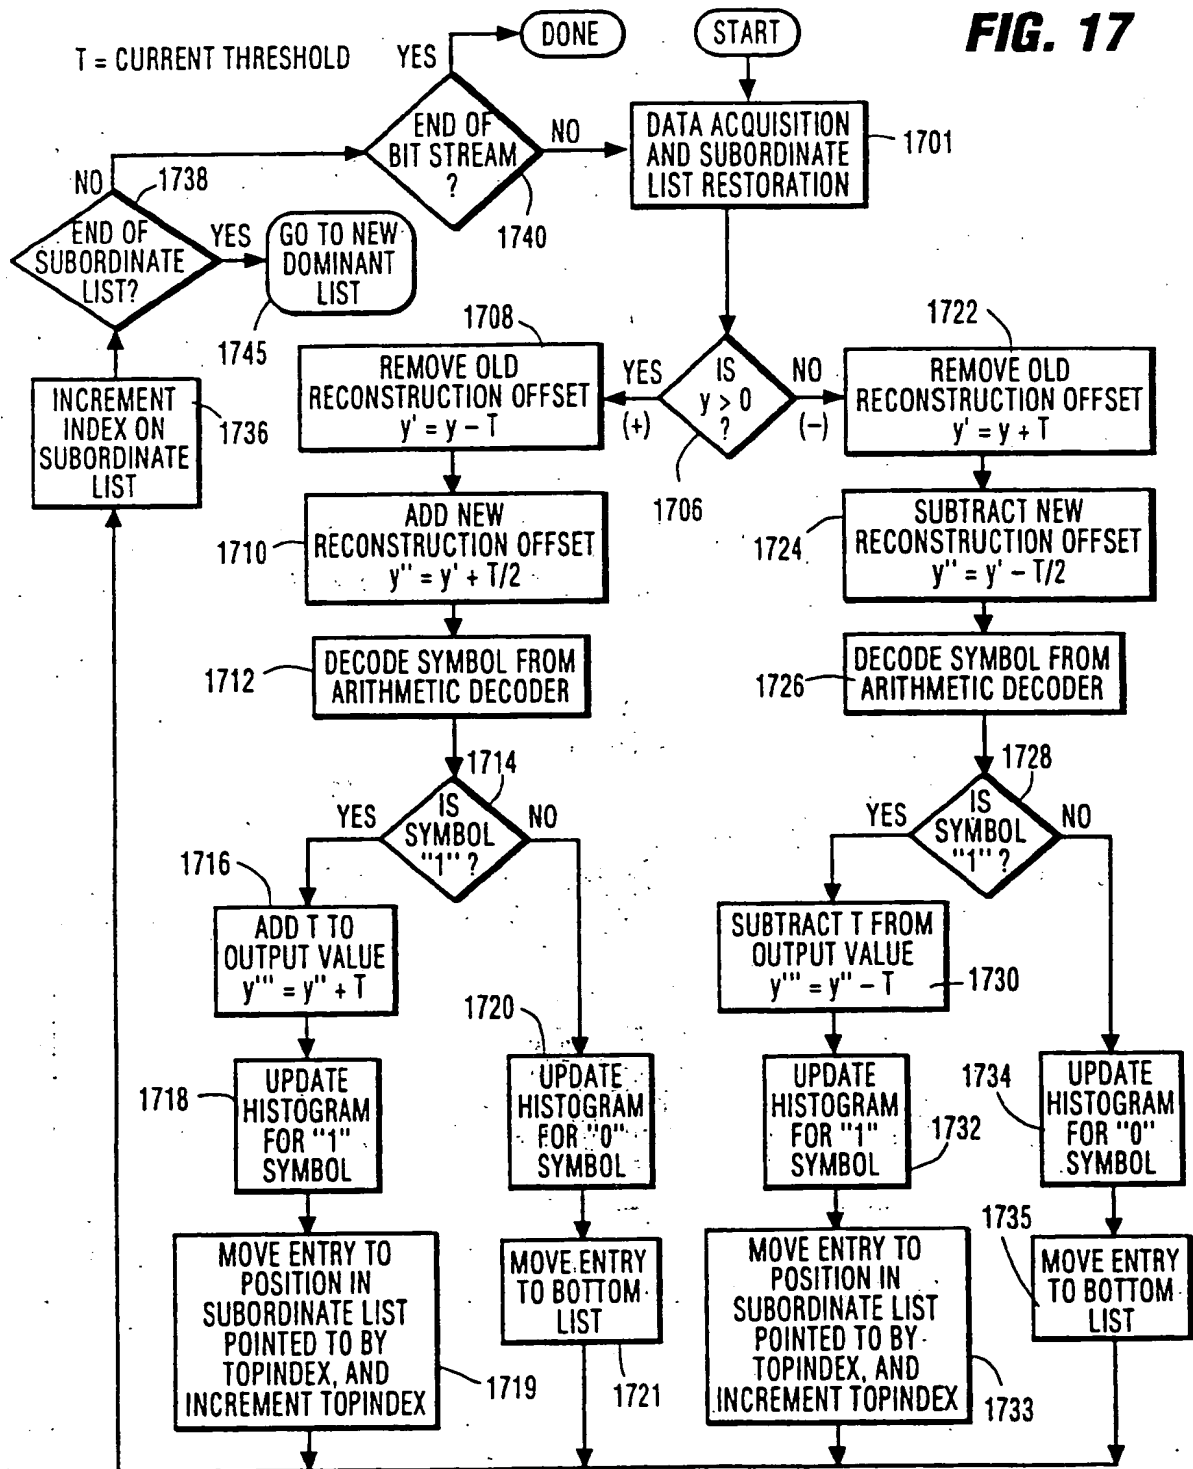 FIG. 17
T = CURRENT THRESHOLD
YES
DONE
START
END OF
BIT STREAM
?
NO
1740
DATA ACQUISITION
AND SUBORDINATE
LIST RESTORATION
1701
NO
1738
END OF
SUBORDINATE
LIST?
YES
GO TO NEW
DOMINANT
LIST
1745
INCREMENT
INDEX ON
SUBORDINATE
LIST
1736
1708
REMOVE OLD
RECONSTRUCTION OFFSET
y' = y – T
YES
(+)
IS
y > 0
?
NO
(–)
1706
1722
REMOVE OLD
RECONSTRUCTION OFFSET
y' = y + T
1710
ADD NEW
RECONSTRUCTION OFFSET
y'' = y' + T/2
1724
SUBTRACT NEW
RECONSTRUCTION OFFSET
y'' = y' – T/2
1712
DECODE SYMBOL FROM
ARITHMETIC DECODER
1726
DECODE SYMBOL FROM
ARITHMETIC DECODER
1714
YES
IS
SYMBOL
"1" ?
NO
1728
YES
IS
SYMBOL
"1" ?
NO
1716
ADD T TO
OUTPUT VALUE
y''' = y'' + T
SUBTRACT T FROM
OUTPUT VALUE
y''' = y'' – T
1730
1718
UPDATE
HISTOGRAM
FOR "1"
SYMBOL
1720
UPDATE
HISTOGRAM
FOR "0"
SYMBOL
UPDATE
HISTOGRAM
FOR "1"
SYMBOL
1732
1734
UPDATE
HISTOGRAM
FOR "0"
SYMBOL
MOVE ENTRY TO
POSITION IN
SUBORDINATE LIST
POINTED TO BY
TOPINDEX, AND
INCREMENT TOPINDEX
1719
MOVE ENTRY
TO BOTTOM
LIST
1721
MOVE ENTRY TO
POSITION IN
SUBORDINATE LIST
POINTED TO BY
TOPINDEX, AND
INCREMENT TOPINDEX
1733
1735
MOVE ENTRY
TO BOTTOM
LIST